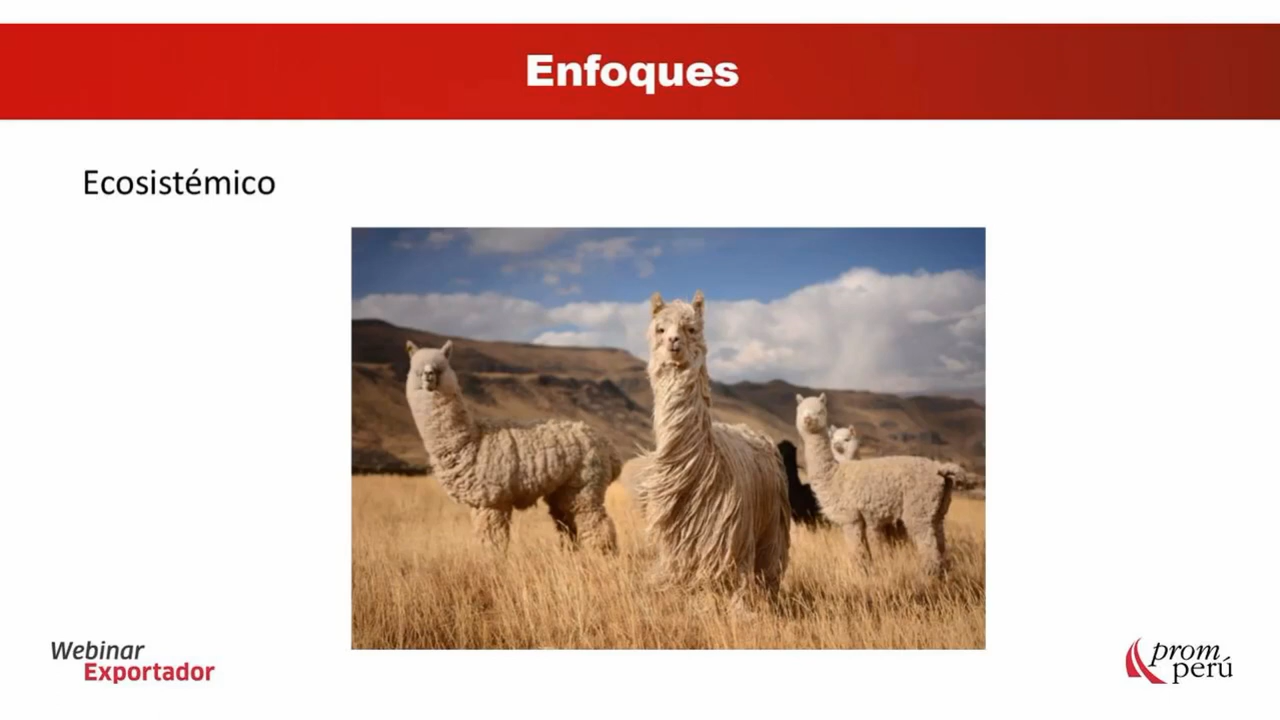 Enfoques
Ecosistémico
Webinar
Exportador
prom
perú